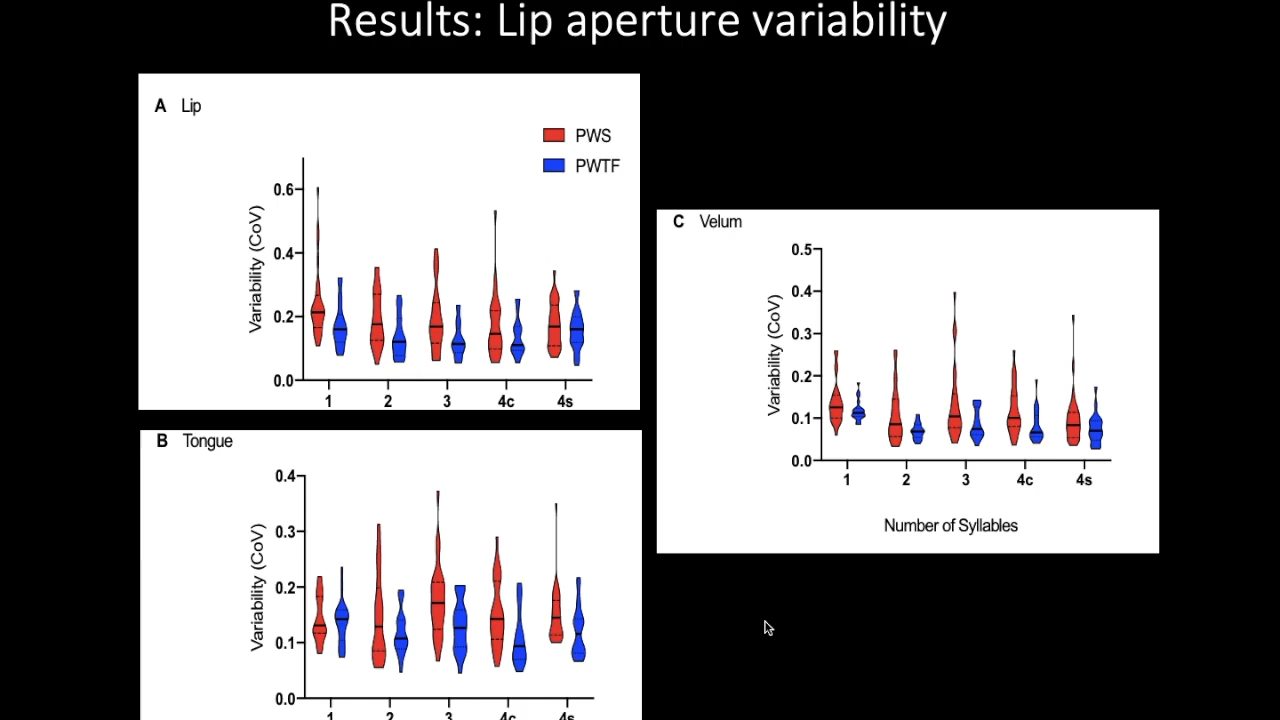 Results: Lip aperture variability
A Lip
PWS
PWTF
Variability (CoV)
0.6
0.4
0.2
0.0
1 2 3 4c 4s
B Tongue
Variability (CoV)
0.4
0.3
0.2
0.1
0.0
1 2 3 4c 4s
C Velum
Variability (CoV)
0.5
0.4
0.3
0.2
0.1
0.0
1 2 3 4c 4s
Number of Syllables